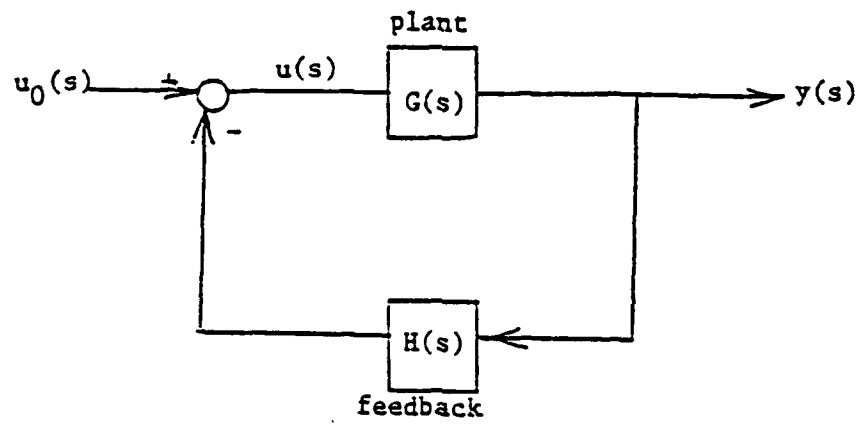 plant
u₀(s)
+
u(s)
G(s)
y(s)
-
H(s)
feedback